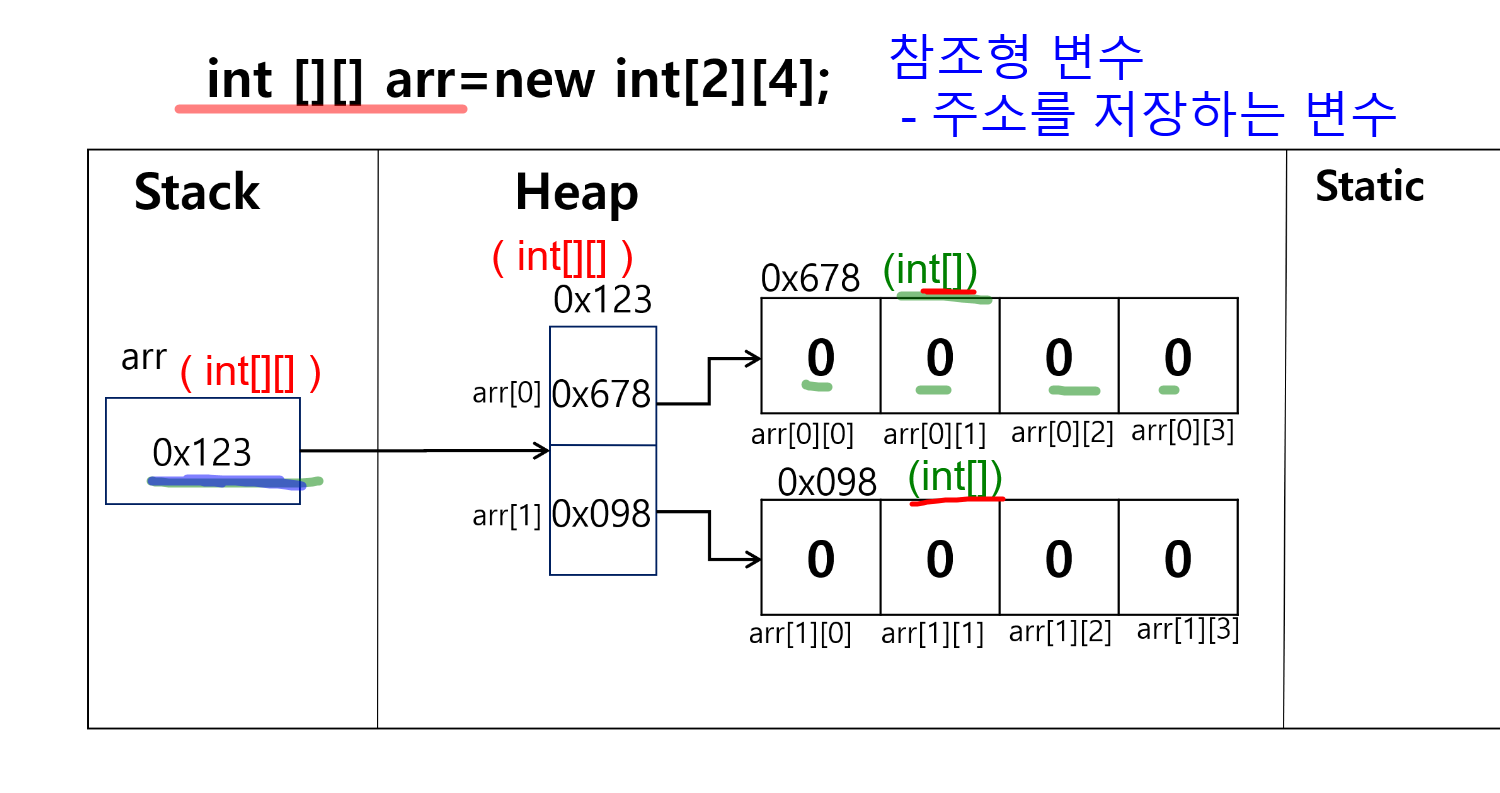 int [][] arr=new int[2][4];
참조형 변수
- 주소를 저장하는 변수
Stack
Heap
Static
( int[][] )
0x123
0x678
(int[])
arr
( int[][] )
0x123
arr[0]
0x678
0
0
0
0
arr[0][0]
arr[0][1]
arr[0][2]
arr[0][3]
arr[1]
0x098
0x098
(int[])
0
0
0
0
arr[1][0]
arr[1][1]
arr[1][2]
arr[1][3]